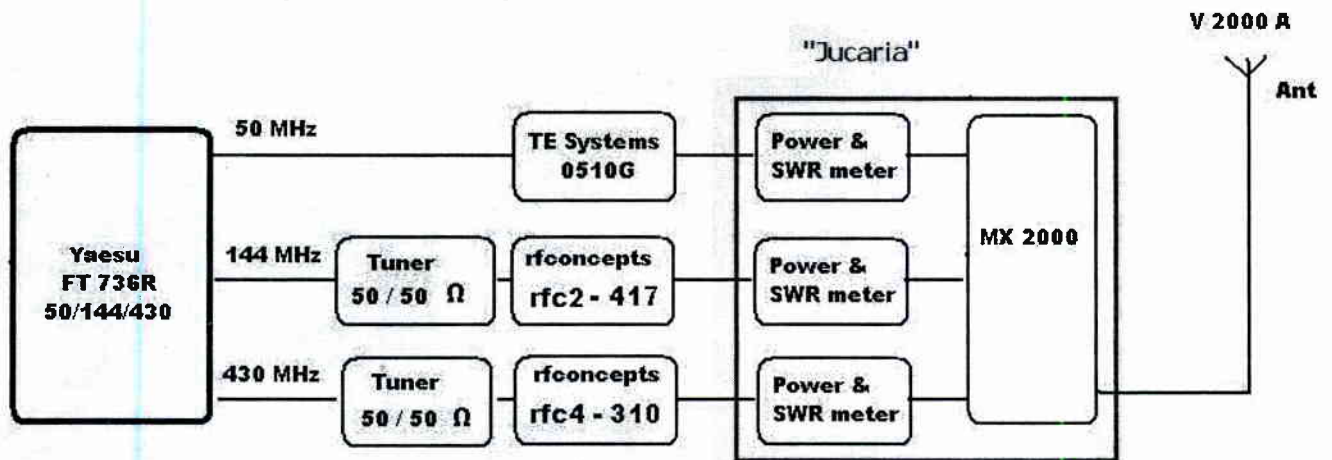 V 2000 A
"Jucaria"
Ant
50 MHz
TE Systems
0510G
Power &
SWR meter
MX 2000
Yaesu
FT 736R
50/144/430
144 MHz
Tuner
50 / 50 Ω
rfconcepts
rfc2 - 417
Power &
SWR meter
430 MHz
Tuner
50 / 50 Ω
rfconcepts
rfc4 - 310
Power &
SWR meter